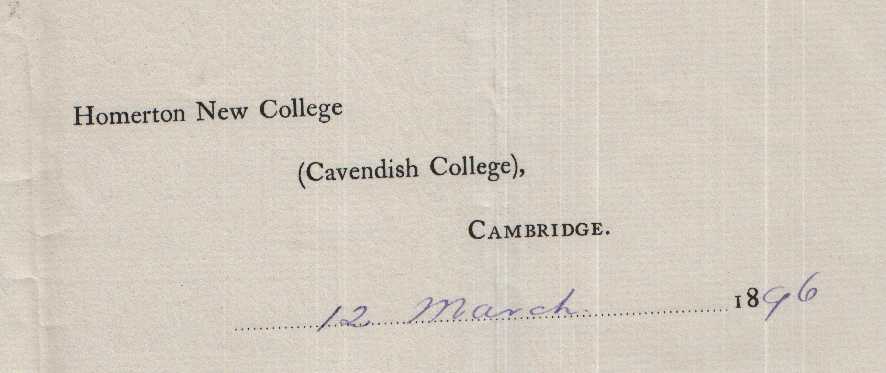 Homerton New College
(Cavendish College),
CAMBRIDGE.
12 March 1896